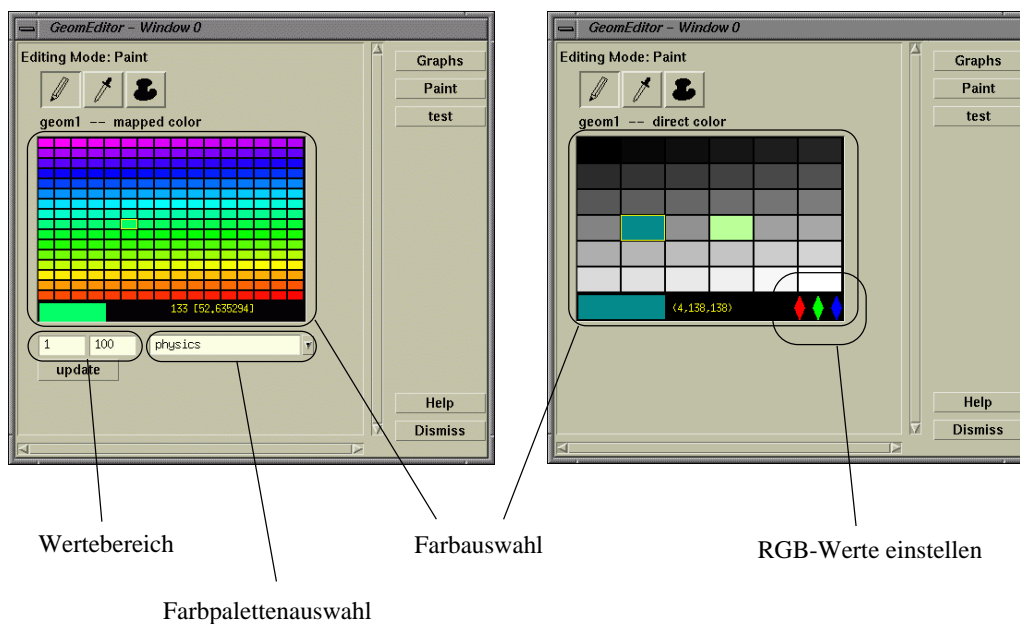 GeomEditor – Window 0
Editing Mode: Paint
geom1 -- mapped color
133 [52,635294]
1
100
physics
update
Graphs
Paint
test
Help
Dismiss
GeomEditor – Window 0
Editing Mode: Paint
geom1 -- direct color
(4,138,138)
Graphs
Paint
test
Help
Dismiss
Wertebereich
Farbauswahl
RGB-Werte einstellen
Farbpalettenauswahl